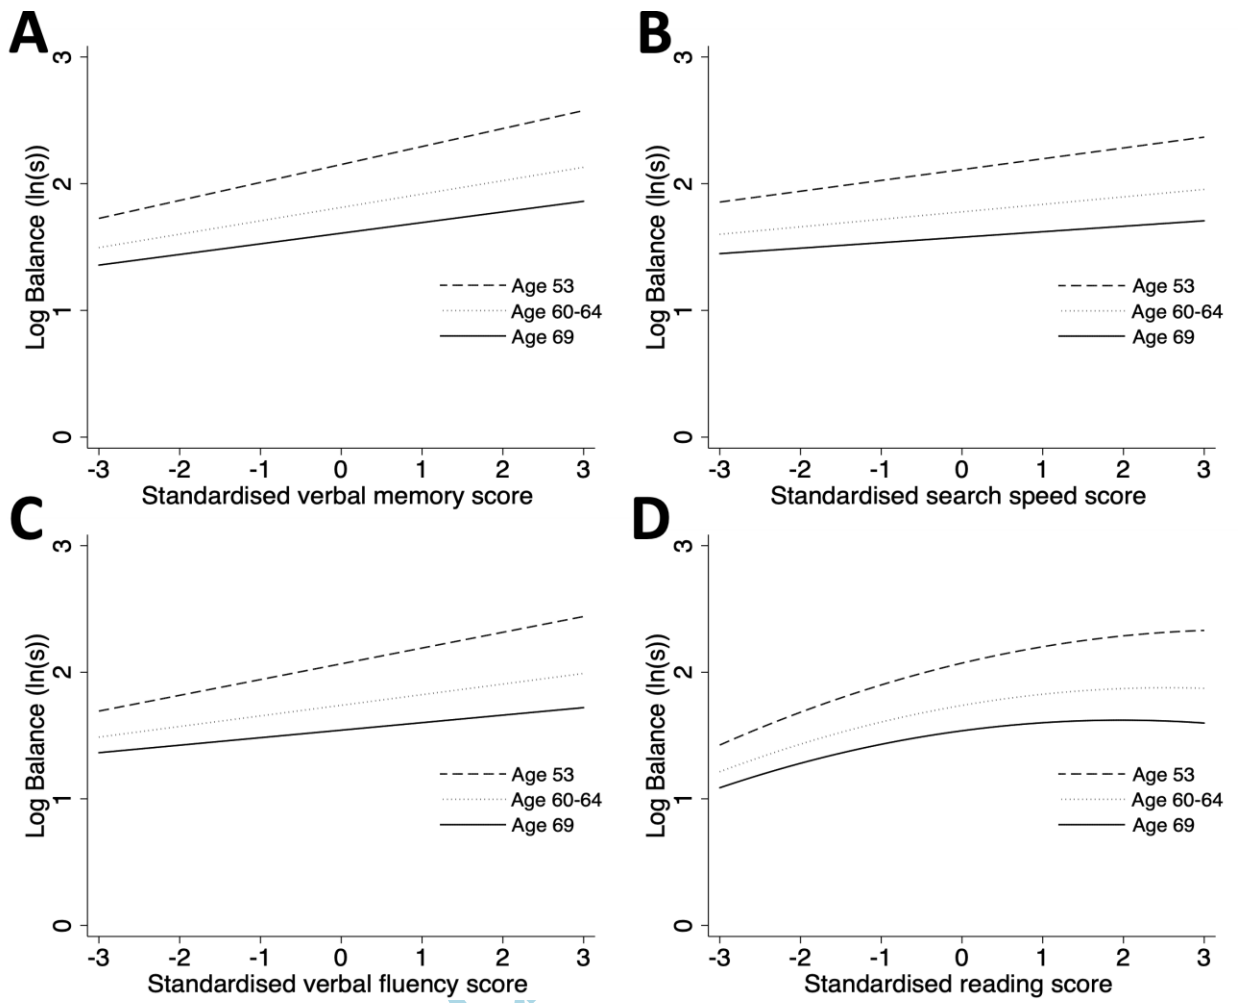 A
3
2
1
0
Log Balance (ln(s))
Age 53
Age 60-64
Age 69
-3 -2 -1 0 1 2 3
Standardised verbal memory score
B
3
2
1
0
Log Balance (ln(s))
Age 53
Age 60-64
Age 69
-3 -2 -1 0 1 2 3
Standardised search speed score
C
3
2
1
0
Log Balance (ln(s))
Age 53
Age 60-64
Age 69
-3 -2 -1 0 1 2 3
Standardised verbal fluency score
D
3
2
1
0
Log Balance (ln(s))
Age 53
Age 60-64
Age 69
-3 -2 -1 0 1 2 3
Standardised reading score